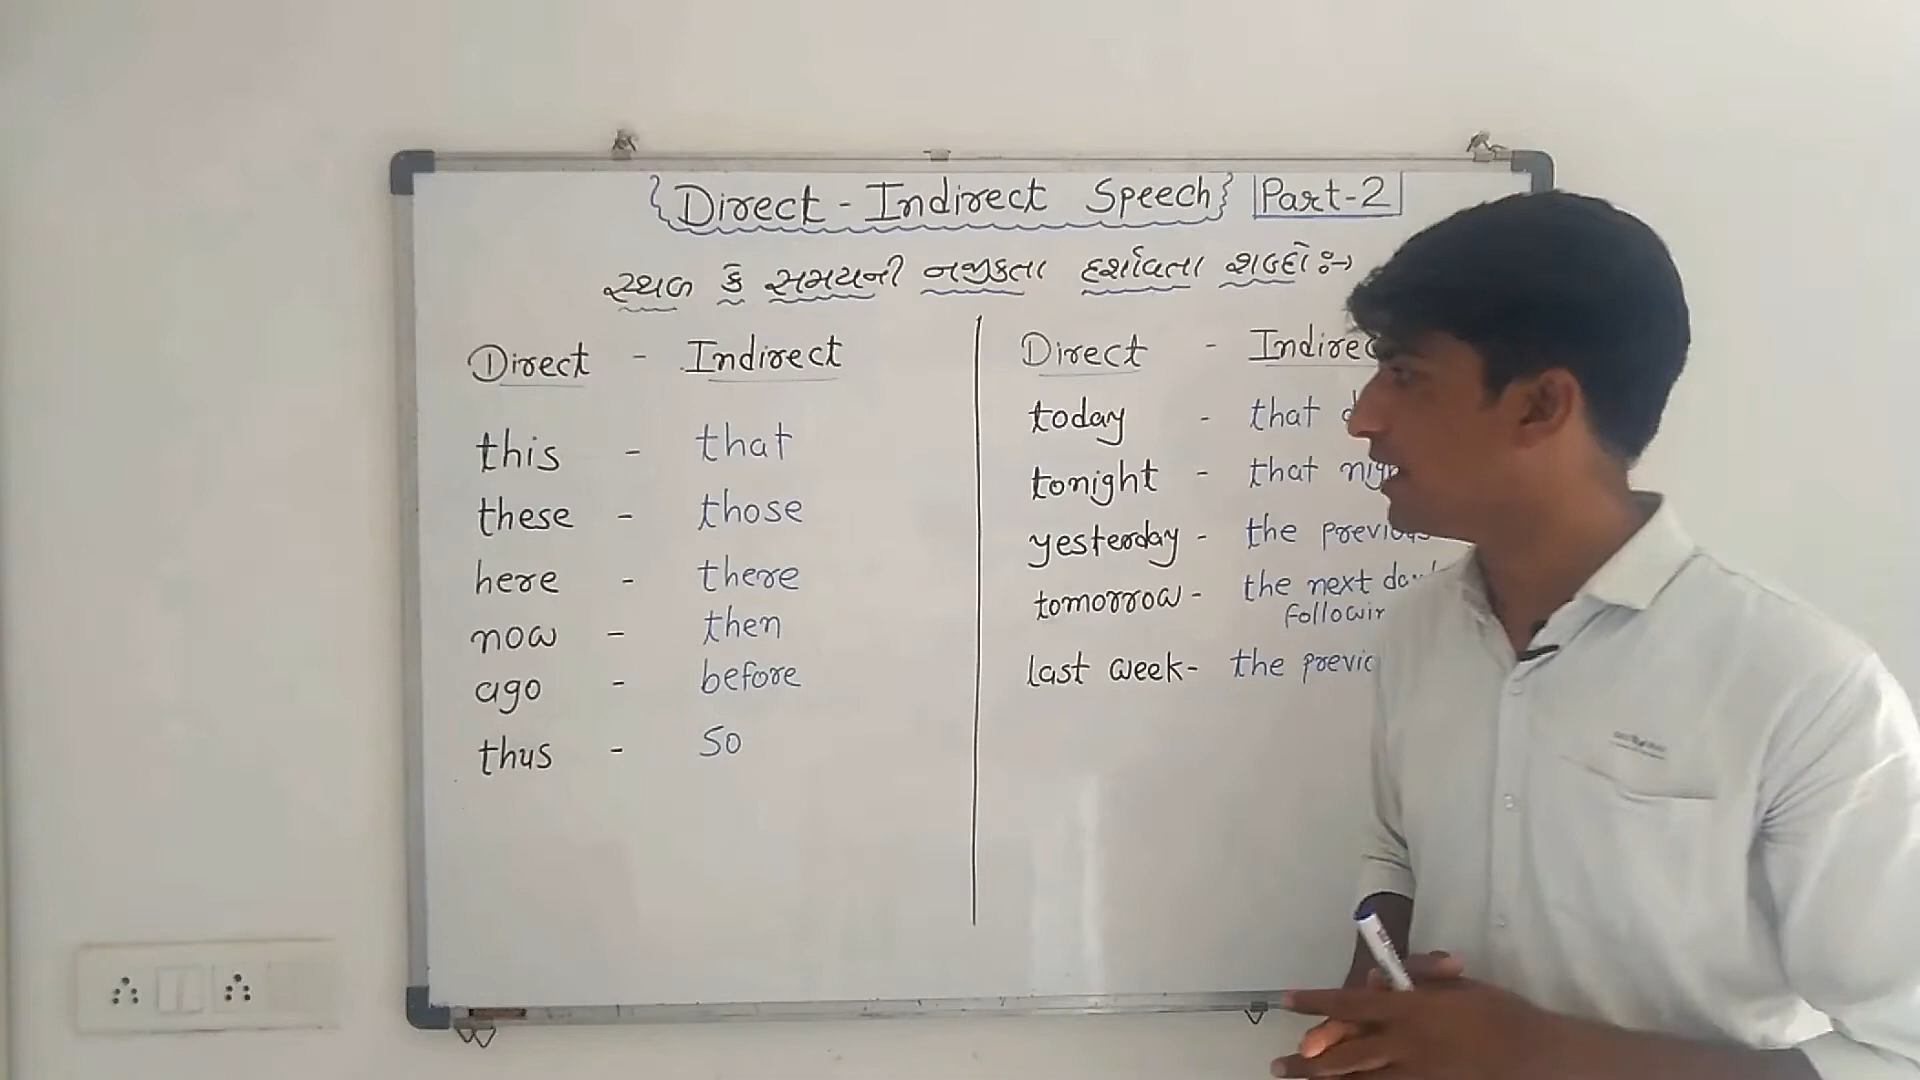 {Direct - Indirect Speech} Part-2
સ્થળ કે સમયની નજીકતા દર્શાવતા શબ્દો :→
Direct - Indirect
this - that
these - those
here - there
now - then
ago - before
thus - so
Direct -
today - that
tonight - that
yesterday - the
tomorrow - the next
last week - the